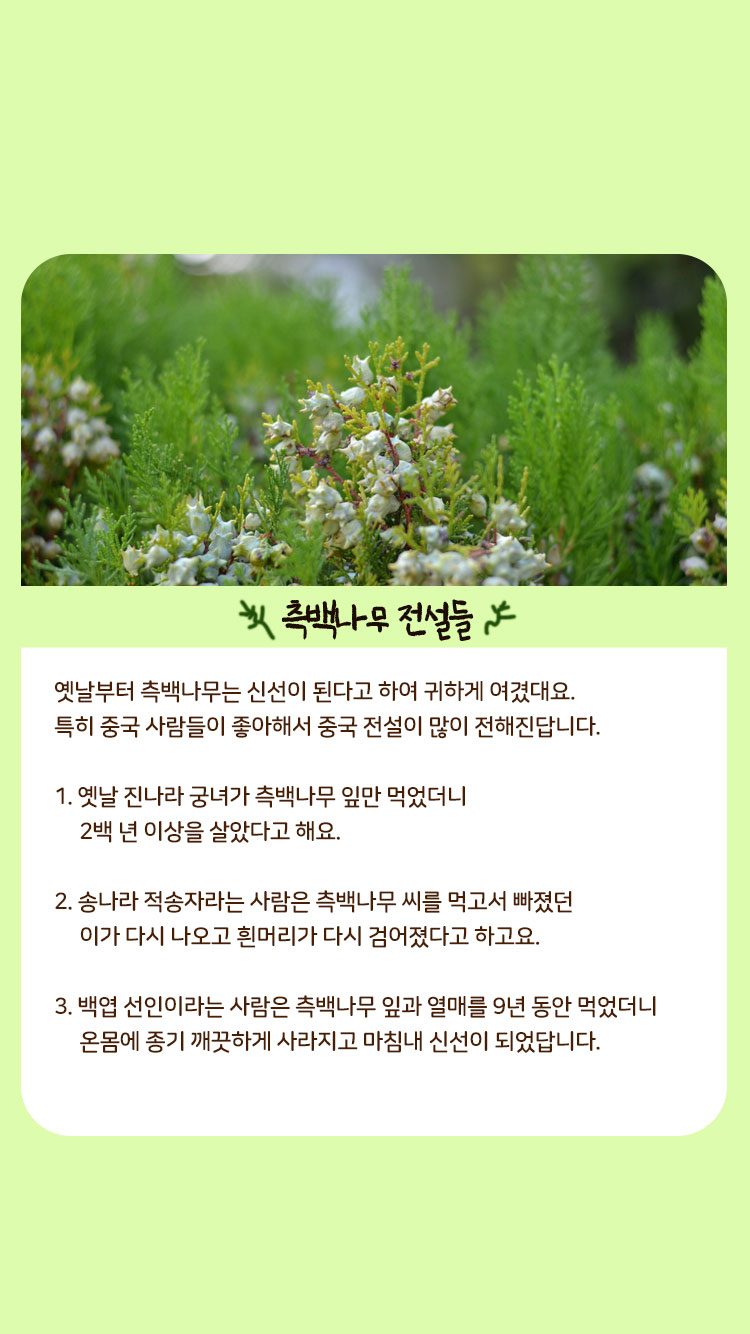 측백나무 전설들
옛날부터 측백나무는 신선이 된다고 하여 귀하게 여겼대요.
특히 중국 사람들이 좋아해서 중국 전설이 많이 전해진답니다.
1. 옛날 진나라 궁녀가 측백나무 잎만 먹었더니
2백 년 이상을 살았다고 해요.
2. 송나라 적송자라는 사람은 측백나무 씨를 먹고서 빠졌던
이가 다시 나오고 흰머리가 다시 검어졌다고 하고요.
3. 백엽 선인이라는 사람은 측백나무 잎과 열매를 9년 동안 먹었더니
온몸에 종기 깨끗하게 사라지고 마침내 신선이 되었답니다.